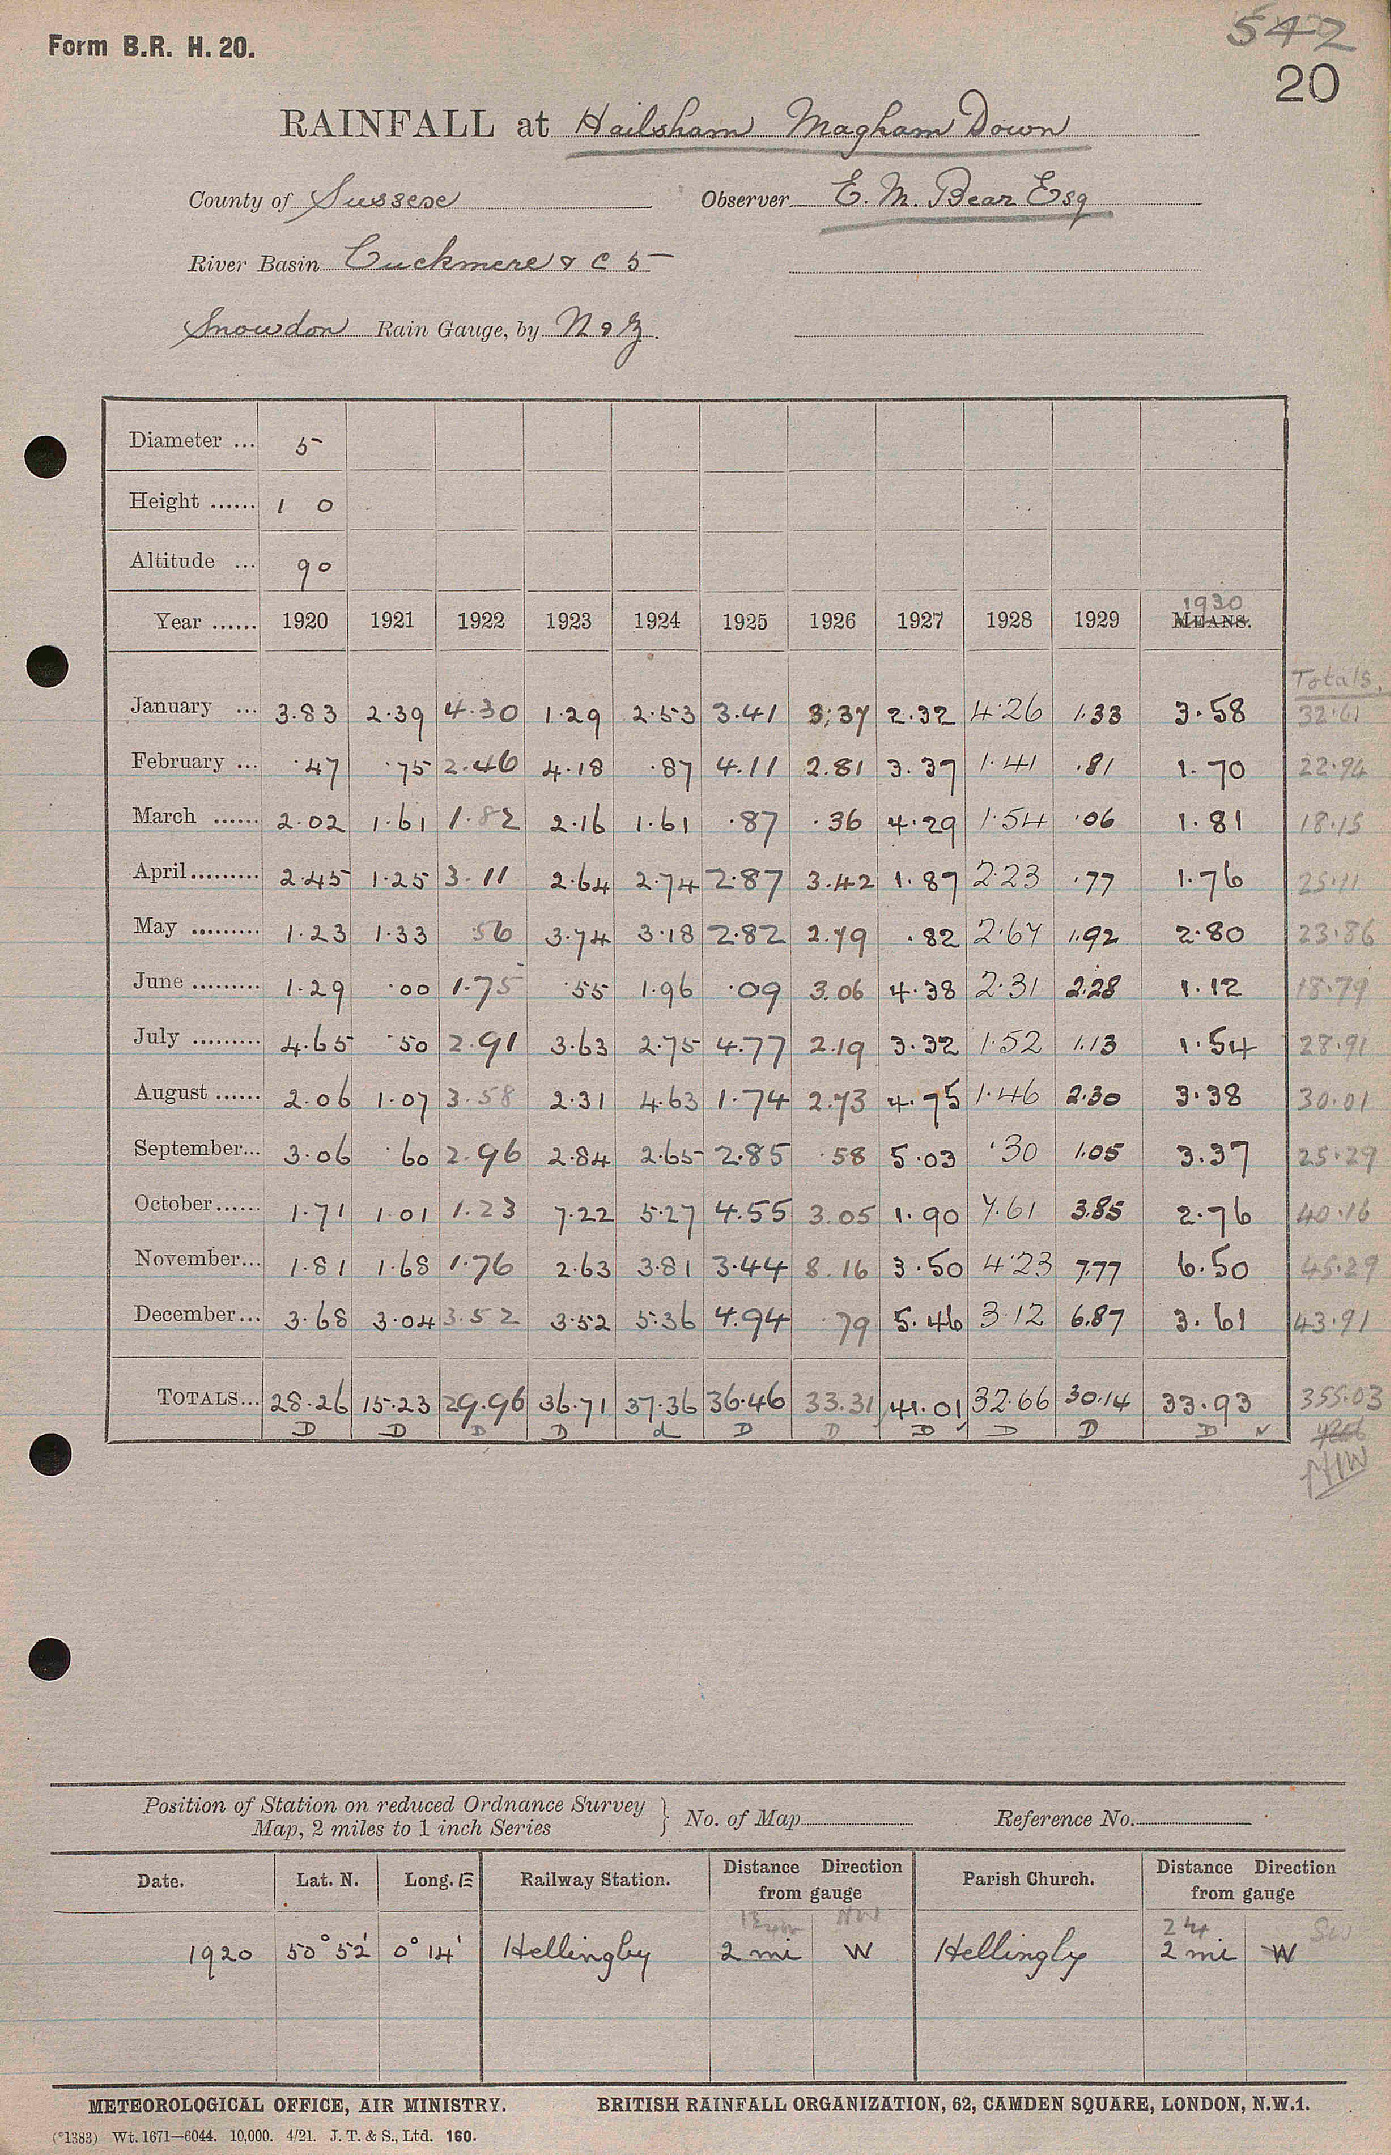 Form B.R. H. 20.
542
20
RAINFALL at Hailsham Magham Down
County of Sussex Observer E. M. Bear Esq
River Basin Cuckmere & C 5
Snowdon Rain Gauge, by N & Z.
Diameter ... 5
Height ...... 1 0
Altitude ... 90
1930
Year ...... 1920 1921 1922 1923 1924 1925 1926 1927 1928 1929 MEANS.
Totals.
January ... 3.83 2.39 4.30 1.29 2.53 3.41 3.37 2.32 4.26 1.33 3.58 32.61
February ... .47 .75 2.46 4.18 .87 4.11 2.81 3.37 1.41 .81 1.70 22.94
March ...... 2.02 1.61 1.82 2.16 1.61 .87 .36 4.29 1.54 .06 1.81 18.15
April ......... 2.45 1.25 3.11 2.64 2.74 2.87 3.42 1.87 2.23 .77 1.76 25.11
May ......... 1.23 1.33 .56 3.74 3.18 2.82 2.79 .82 2.67 1.92 2.80 23.86
June ......... 1.29 .00 1.75 .55 1.96 .09 3.06 4.38 2.31 2.28 1.12 18.79
July ......... 4.65 .50 2.91 3.63 2.75 4.77 2.19 3.32 1.52 1.13 1.54 28.91
August ...... 2.06 1.07 3.58 2.31 4.63 1.74 2.73 4.75 1.46 2.30 3.38 30.01
September... 3.06 .60 2.96 2.84 2.65 2.85 .58 5.03 .30 1.05 3.37 25.29
October...... 1.71 1.01 1.23 7.22 5.27 4.55 3.05 1.90 7.61 3.85 2.76 40.16
November... 1.81 1.68 1.76 2.63 3.81 3.44 8.16 3.50 4.23 7.77 6.50 45.29
December... 3.68 3.04 3.52 3.52 5.36 4.94 .79 5.46 3.12 6.87 3.61 43.91
TOTALS... 28.26 15.23 29.96 36.71 37.36 36.46 33.31 41.01 32.66 30.14 33.93 355.03
D D D D d D D D D D D
Position of Station on reduced Ordnance Survey
Map, 2 miles to 1 inch Series } No. of Map Reference No.
Date. Lat. N. Long. E Railway Station. Distance Direction from gauge Parish Church. Distance Direction from gauge
NW 2¼ SW
1920 50° 52' 0° 14' Hellingly 2 mi W Hellingly 2 mi W
METEOROLOGICAL OFFICE, AIR MINISTRY. BRITISH RAINFALL ORGANIZATION, 62, CAMDEN SQUARE, LONDON, N.W.1.
(*1383) Wt. 1671—6044. 10,000. 4/21. J. T. & S., Ltd. 160.